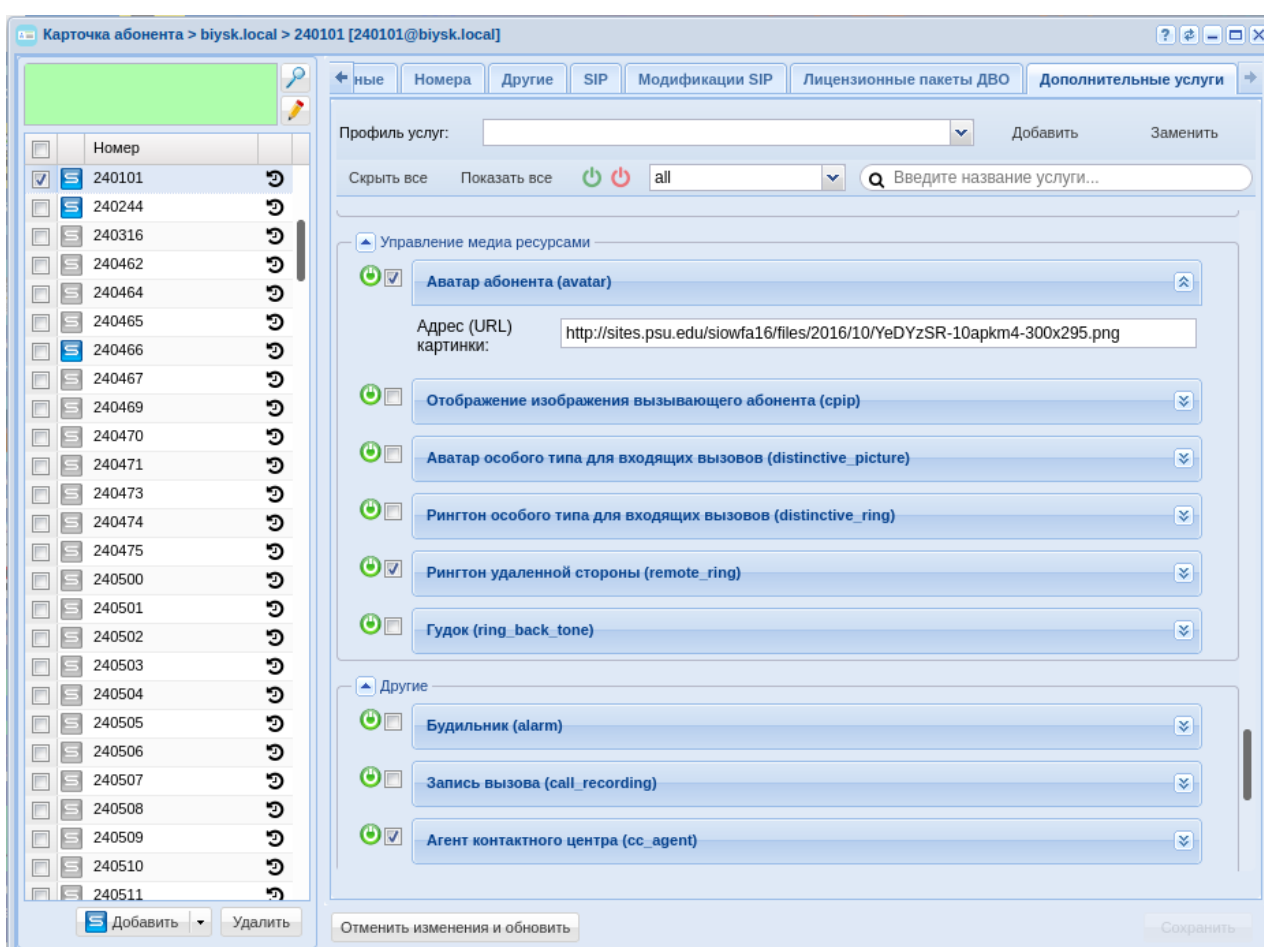 Карточка абонента > biysk.local > 240101 [240101@biysk.local]
ные Номера Другие SIP Модификации SIP Лицензионные пакеты ДВО Дополнительные услуги
Профиль услуг: Добавить Заменить
Скрыть все Показать все all Введите название услуги...
Номер
240101
240244
240316
240462
240464
240465
240466
240467
240469
240470
240471
240473
240474
240475
240500
240501
240502
240503
240504
240505
240506
240507
240508
240509
240510
240511
Добавить Удалить
Управление медиа ресурсами
Аватар абонента (avatar)
Адрес (URL)
картинки:
http://sites.psu.edu/siowfa16/files/2016/10/YeDYzSR-10apkm4-300x295.png
Отображение изображения вызывающего абонента (cpip)
Аватар особого типа для входящих вызовов (distinctive_picture)
Рингтон особого типа для входящих вызовов (distinctive_ring)
Рингтон удаленной стороны (remote_ring)
Гудок (ring_back_tone)
Другие
Будильник (alarm)
Запись вызова (call_recording)
Агент контактного центра (cc_agent)
Отменить изменения и обновить Сохранить